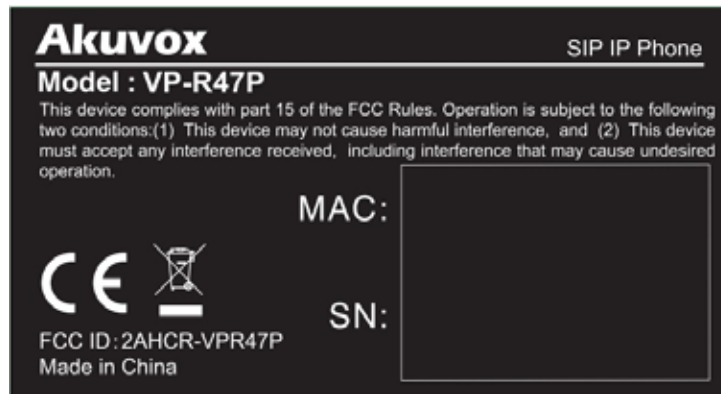 Akuvox
SIP IP Phone
Model : VP-R47P
This device complies with part 15 of the FCC Rules. Operation is subject to the following
two conditions:(1) This device may not cause harmful interference, and (2) This device
must accept any interference received, including interference that may cause undesired
operation.
MAC:
CE
SN:
FCC ID:2AHCR-VPR47P
Made in China